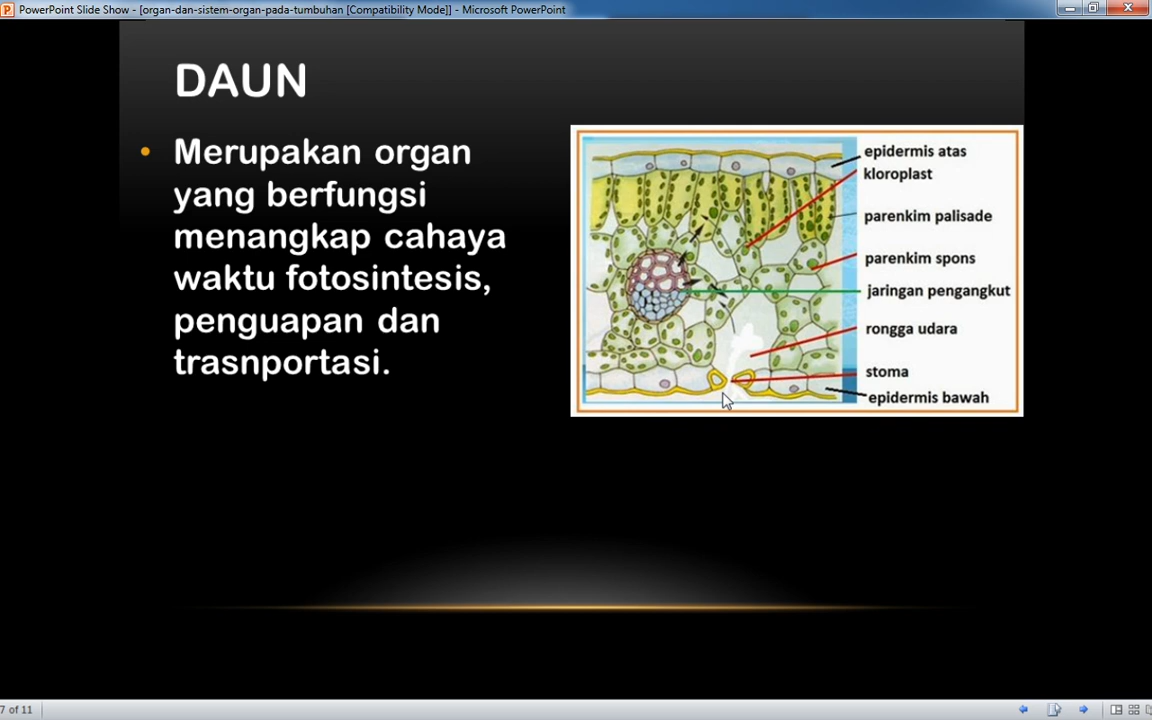 PowerPoint Slide Show - [organ-dan-sistem-organ-pada-tumbuhan [Compatibility Mode]] - Microsoft PowerPoint
DAUN
• Merupakan organ
yang berfungsi
menangkap cahaya
waktu fotosintesis,
penguapan dan
trasnportasi.
epidermis atas
kloroplast
parenkim palisade
parenkim spons
jaringan pengangkut
rongga udara
stoma
epidermis bawah
7 of 11